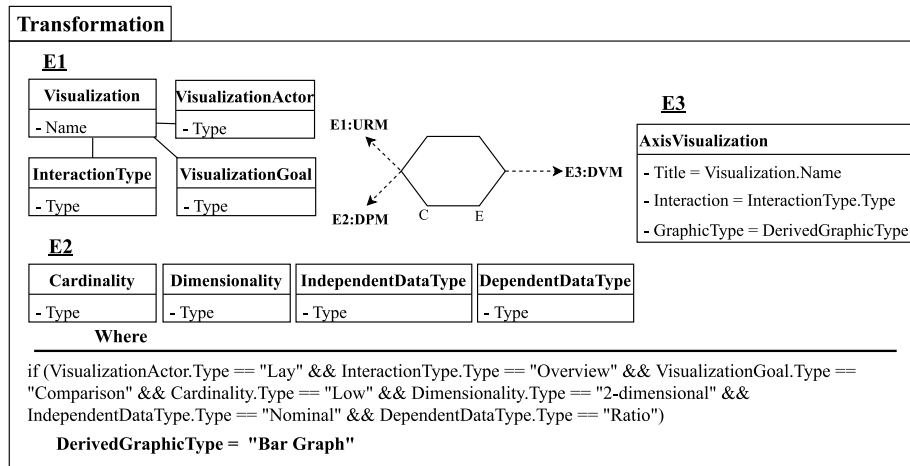 Transformation
E1
Visualization
- Name
VisualizationActor
- Type
InteractionType
- Type
VisualizationGoal
- Type
E1:URM
E2:DPM
C
E
E3:DVM
E3
AxisVisualization
- Title = Visualization.Name
- Interaction = InteractionType.Type
- GraphicType = DerivedGraphicType
E2
Cardinality
- Type
Dimensionality
- Type
IndependentDataType
- Type
DependentDataType
- Type
Where
if (VisualizationActor.Type == "Lay" && InteractionType.Type == "Overview" && VisualizationGoal.Type ==
"Comparison" && Cardinality.Type == "Low" && Dimensionality.Type == "2-dimensional" &&
IndependentDataType.Type == "Nominal" && DependentDataType.Type == "Ratio")
DerivedGraphicType = "Bar Graph"